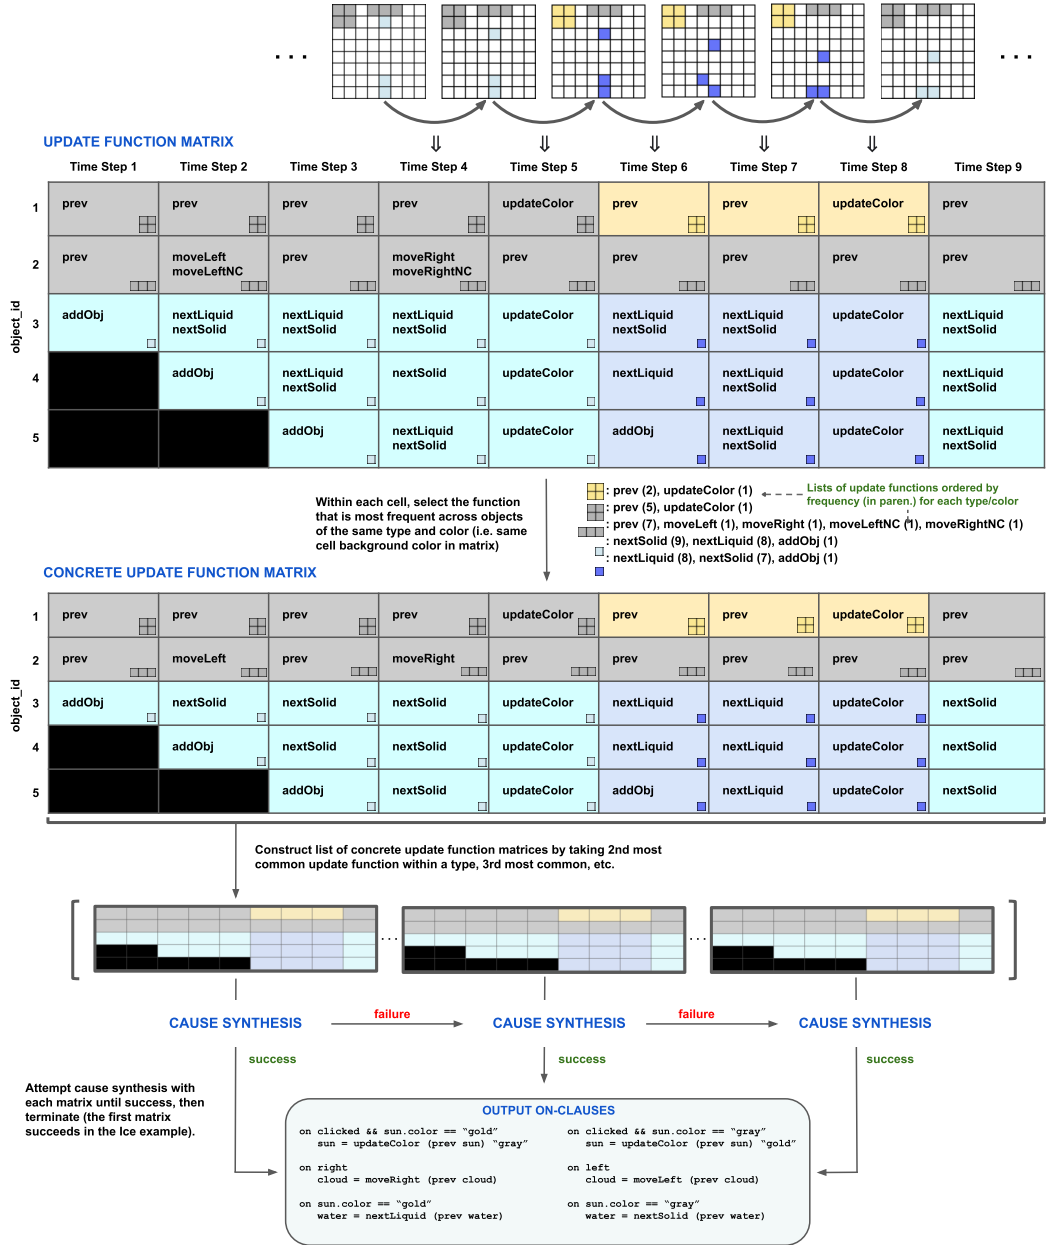 . . .
. . .
⇓ ⇓ ⇓ ⇓ ⇓
UPDATE FUNCTION MATRIX
Time Step 1 Time Step 2 Time Step 3 Time Step 4 Time Step 5 Time Step 6 Time Step 7 Time Step 8 Time Step 9
object_id
1 prev prev prev prev updateColor prev prev updateColor prev
2 prev moveLeft prev moveRight prev prev prev prev prev
moveLeftNC moveRightNC
3 addObj nextLiquid nextLiquid nextLiquid updateColor nextLiquid nextLiquid updateColor nextLiquid
nextSolid nextSolid nextSolid nextSolid nextSolid nextSolid
4 addObj nextLiquid nextSolid updateColor nextLiquid nextLiquid updateColor nextLiquid
nextSolid nextSolid nextSolid
5 addObj nextLiquid updateColor addObj nextLiquid updateColor nextLiquid
nextSolid nextSolid nextSolid
Within each cell, select the function
that is most frequent across objects
of the same type and color (i.e. same
cell background color in matrix)
: prev (2), updateColor (1)
: prev (5), updateColor (1)
: prev (7), moveLeft (1), moveRight (1), moveLeftNC (1), moveRightNC (1)
: nextSolid (9), nextLiquid (8), addObj (1)
: nextLiquid (8), nextSolid (7), addObj (1)
Lists of update functions ordered by
frequency (in paren.) for each type/color
CONCRETE UPDATE FUNCTION MATRIX
object_id
1 prev prev prev prev updateColor prev prev updateColor prev
2 prev moveLeft prev moveRight prev prev prev prev prev
3 addObj nextSolid nextSolid nextSolid updateColor nextLiquid nextLiquid updateColor nextSolid
4 addObj nextSolid nextSolid updateColor nextLiquid nextLiquid updateColor nextSolid
5 addObj nextSolid updateColor addObj nextLiquid updateColor nextSolid
Construct list of concrete update function matrices by taking 2nd most
common update function within a type, 3rd most common, etc.
. . . . . .
CAUSE SYNTHESIS failure CAUSE SYNTHESIS failure CAUSE SYNTHESIS
success success success
Attempt cause synthesis with
each matrix until success, then
terminate (the first matrix
succeeds in the Ice example).
OUTPUT ON-CLAUSES
on clicked && sun.color == “gold”
sun = updateColor (prev sun) “gray”
on right
cloud = moveRight (prev cloud)
on sun.color == “gold”
water = nextLiquid (prev water)
on clicked && sun.color == “gray”
sun = updateColor (prev sun) “gold”
on left
cloud = moveLeft (prev cloud)
on sun.color == “gray”
water = nextSolid (prev water)